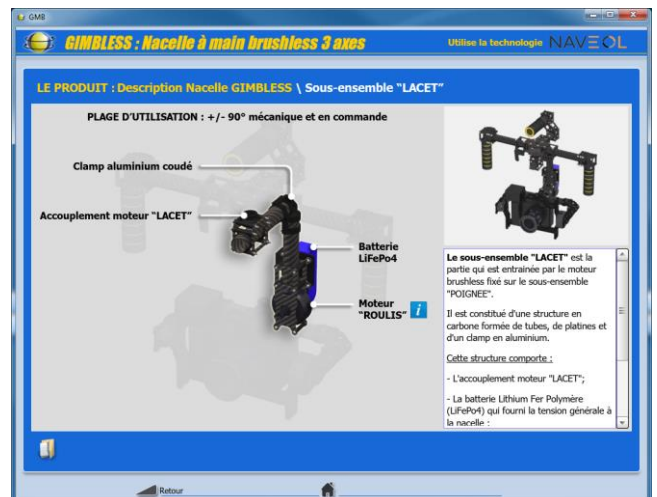 GMB
GIMBLESS : Nacelle à main brushless 3 axes
Utilise la technologie NAVEOL
LE PRODUIT : Description Nacelle GIMBLESS \ Sous-ensemble "LACET"
PLAGE D'UTILISATION : +/- 90° mécanique et en commande
Clamp aluminium coudé
Accouplement moteur "LACET"
Batterie
LiFePo4
Moteur
"ROULIS"
i
Le sous-ensemble "LACET" est la
partie qui est entrainée par le moteur
brushless fixé sur le sous-ensemble
"POIGNEE".
Il est constitué d'une structure en
carbone formée de tubes, de platines et
d'un clamp en aluminium.
Cette structure comporte :
- L'accouplement moteur "LACET";
- La batterie Lithium Fer Polymère
(LiFePo4) qui fourni la tension générale à
la nacelle ;
Retour